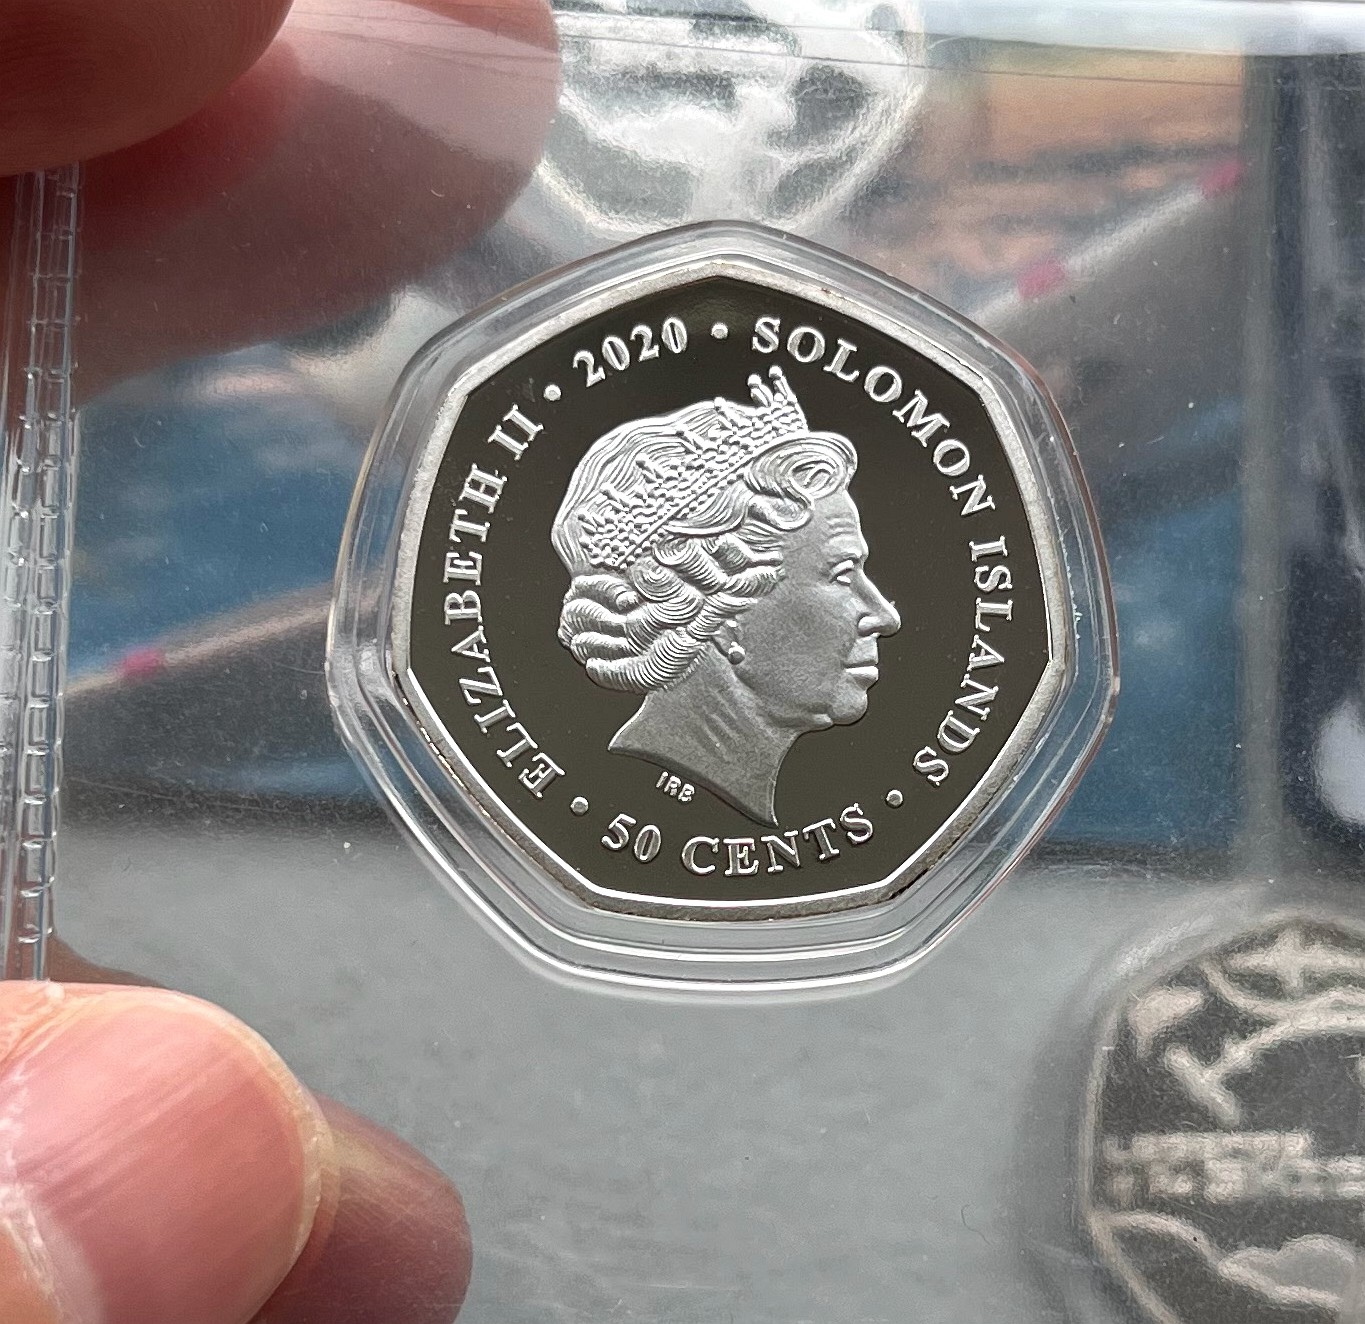 ELIZABETH II • 2020 • SOLOMON ISLANDS • 50 CENTS •
IRB